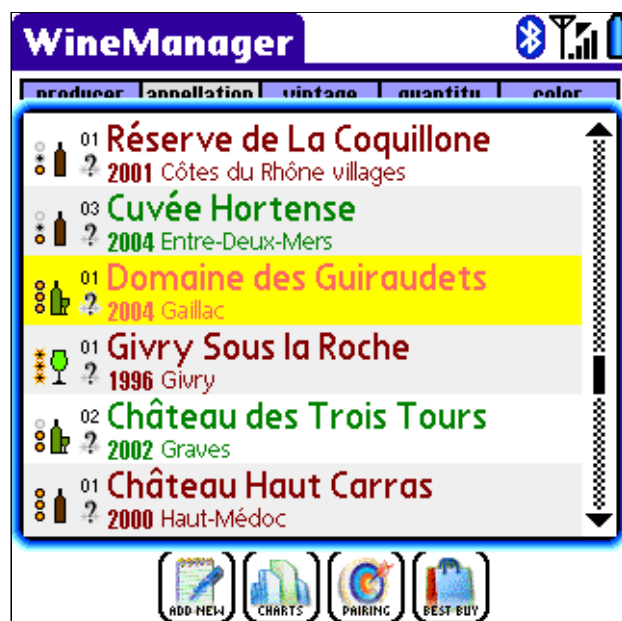 WineManager
producer appellation vintage quantity color
01 Réserve de La Coquillone
2001 Côtes du Rhône villages
03 Cuvée Hortense
2004 Entre-Deux-Mers
01 Domaine des Guiraudets
2004 Gaillac
01 Givry Sous la Roche
1996 Givry
02 Château des Trois Tours
2002 Graves
01 Château Haut Carras
2000 Haut-Médoc
ADD NEW CHARTS PAIRING BEST BUY